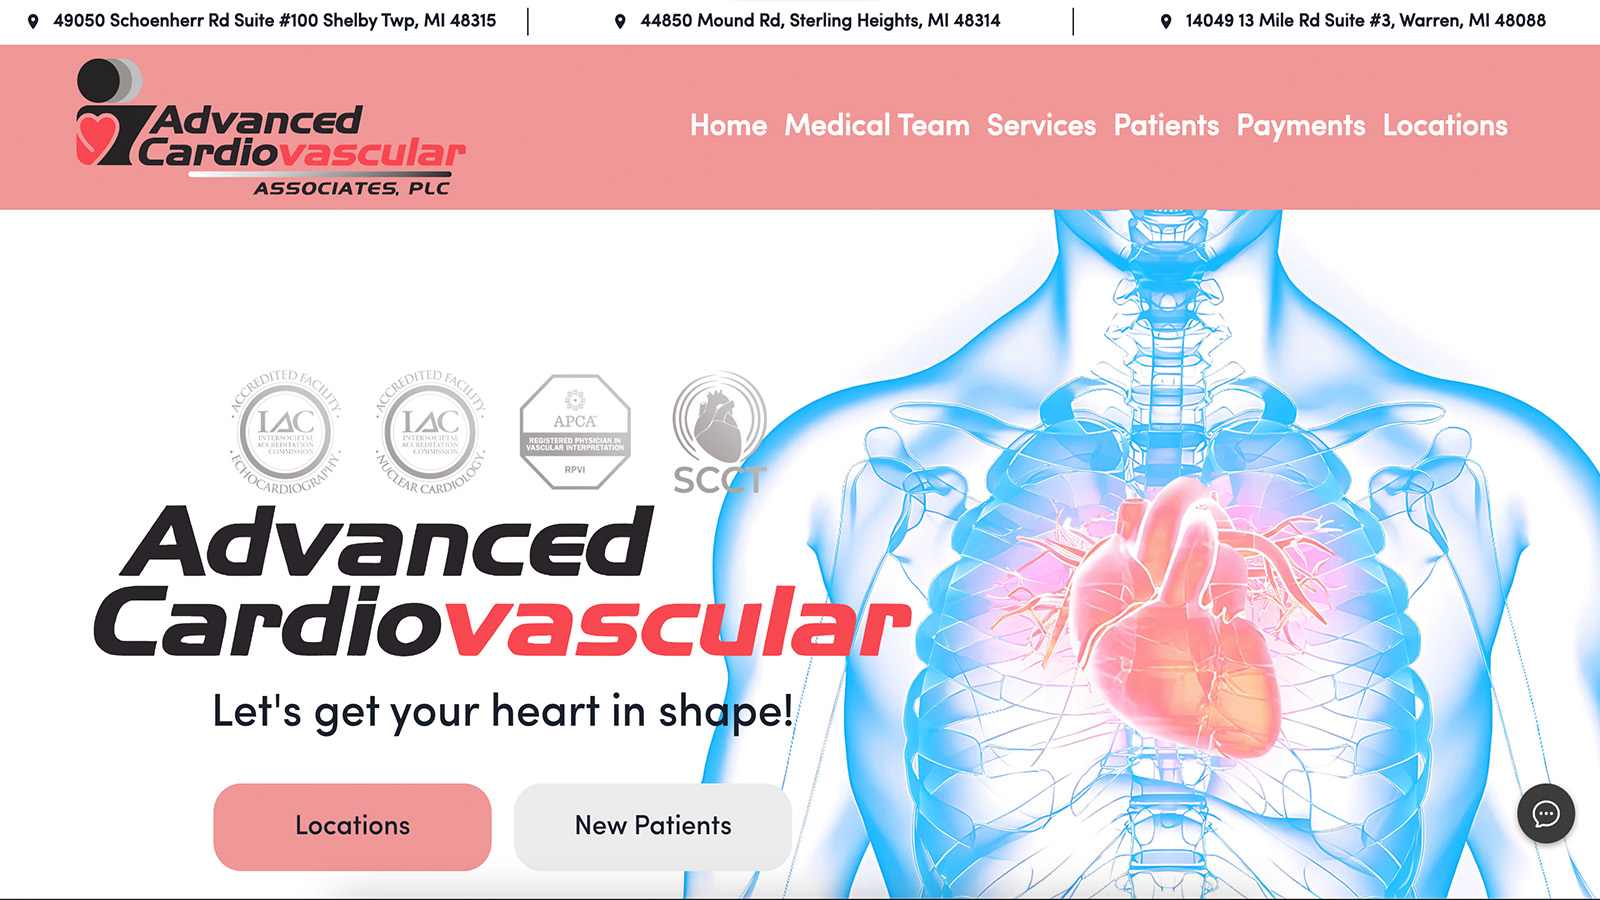 49050 Schoenherr Rd Suite #100 Shelby Twp, MI 48315
44850 Mound Rd, Sterling Heights, MI 48314
14049 13 Mile Rd Suite #3, Warren, MI 48088
Advanced
Cardiovascular
ASSOCIATES, PLC
Home Medical Team Services Patients Payments Locations
·ACCREDITED FACILITY·
IAC
INTERSOCIETAL
ACCREDITATION
COMMISSION
ECHOCARDIOGRAPHY
·ACCREDITED FACILITY·
IAC
INTERSOCIETAL
ACCREDITATION
COMMISSION
NUCLEAR CARDIOLOGY
APCA™
REGISTERED PHYSICIAN IN
VASCULAR INTERPRETATION
RPVI
SCCT
Advanced
Cardiovascular
Let's get your heart in shape!
Locations
New Patients